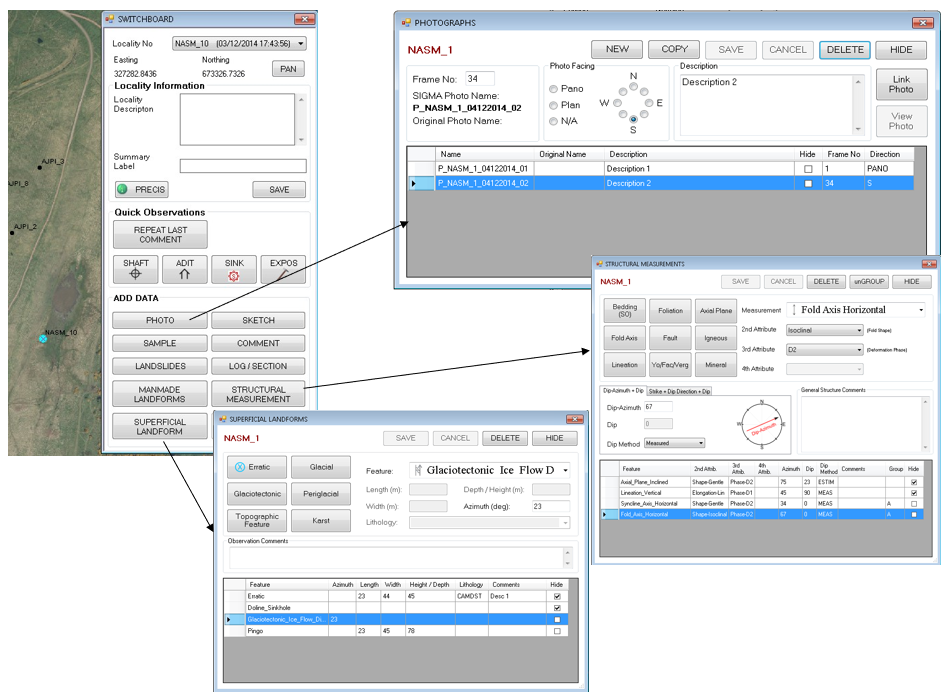 AJPI_3
AJPI_8
AJPI_2
NASM_10
SWITCHBOARD
Locality No NASM_10 (03/12/2014 17:43:56)
Easting Northing
327282.8436 673326.7326 PAN
Locality Information
Locality
Descripton
Summary
Label
PRECIS SAVE
Quick Observations
REPEAT LAST
COMMENT
SHAFT ADIT SINK EXPOS
ADD DATA
PHOTO SKETCH
SAMPLE COMMENT
LANDSLIDES LOG / SECTION
MANMADE
LANDFORMS
STRUCTURAL
MEASUREMENT
SUPERFICIAL
LANDFORM
PHOTOGRAPHS
NASM_1 NEW COPY SAVE CANCEL DELETE HIDE
Frame No: 34
SIGMA Photo Name:
P_NASM_1_04122014_02
Original Photo Name:
Photo Facing
Pano
Plan
N/A
N
W E
S
Description
Description 2
Link
Photo
View
Photo
Name Original Name Description Hide Frame No Direction
P_NASM_1_04122014_01 Description 1 1 PANO
P_NASM_1_04122014_02 Description 2 34 S
STRUCTURAL MEASUREMENTS
NASM_1 SAVE CANCEL DELETE unGROUP HIDE
Bedding
(S0)
Foliation Axial Plane
Fold Axis Fault Igneous
Lineation Yo/Fac/Verg Mineral
Measurement Fold Axis Horizontal
2nd Attribute Isoclinal (Fold Shape)
3rd Attribute D2 (Deformation Phase)
4th Attribute
Dip-Azimuth + Dip Strike + Dip Direction + Dip
Dip-Azimuth 67
Dip 0
Dip Method Measured
N
W E
S
Dip-Azimuth
General Structure Comments
Feature 2nd Attrib. 3rd Attrib. 4th Attrib. Azimuth Dip Dip Method Comments Group Hide
Axial_Plane_Inclined Shape-Gentle Phase-D2 75 23 ESTIM
Lineation_Vertical Elongation-Lin Phase-D1 45 90 MEAS
Syncline_Axis_Horizontal Shape-Gentle Phase-D2 34 0 MEAS A
Fold_Axis_Horizontal Shape-Isoclinal Phase-D2 67 0 MEAS A
SUPERFICIAL LANDFORMS
NASM_1 SAVE CANCEL DELETE HIDE
Erratic Glacial
Glaciotectonic Periglacial
Topographic
Feature
Karst
Feature: Glaciotectonic Ice Flow D
Length (m): Depth / Height (m):
Width (m): Azimuth (deg): 23
Lithology:
Observation Comments
Feature Azimuth Length Width Height / Depth Lithology Comments Hide
Erratic 23 44 45 CAMDST Desc 1
Doline_Sinkhole
Glaciotectonic_Ice_Flow_Di... 23
Pingo 23 45 78